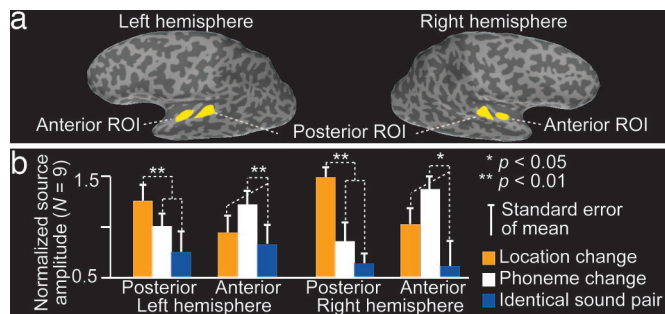 a
Left hemisphere
Right hemisphere
Anterior ROI
Posterior ROI
Anterior ROI
b
Normalized source
amplitude (N = 9)
1.5
0.5
**
**
**
*
* p < 0.05
** p < 0.01
Standard error
of mean
Location change
Phoneme change
Identical sound pair
Posterior
Anterior
Posterior
Anterior
Left hemisphere
Right hemisphere